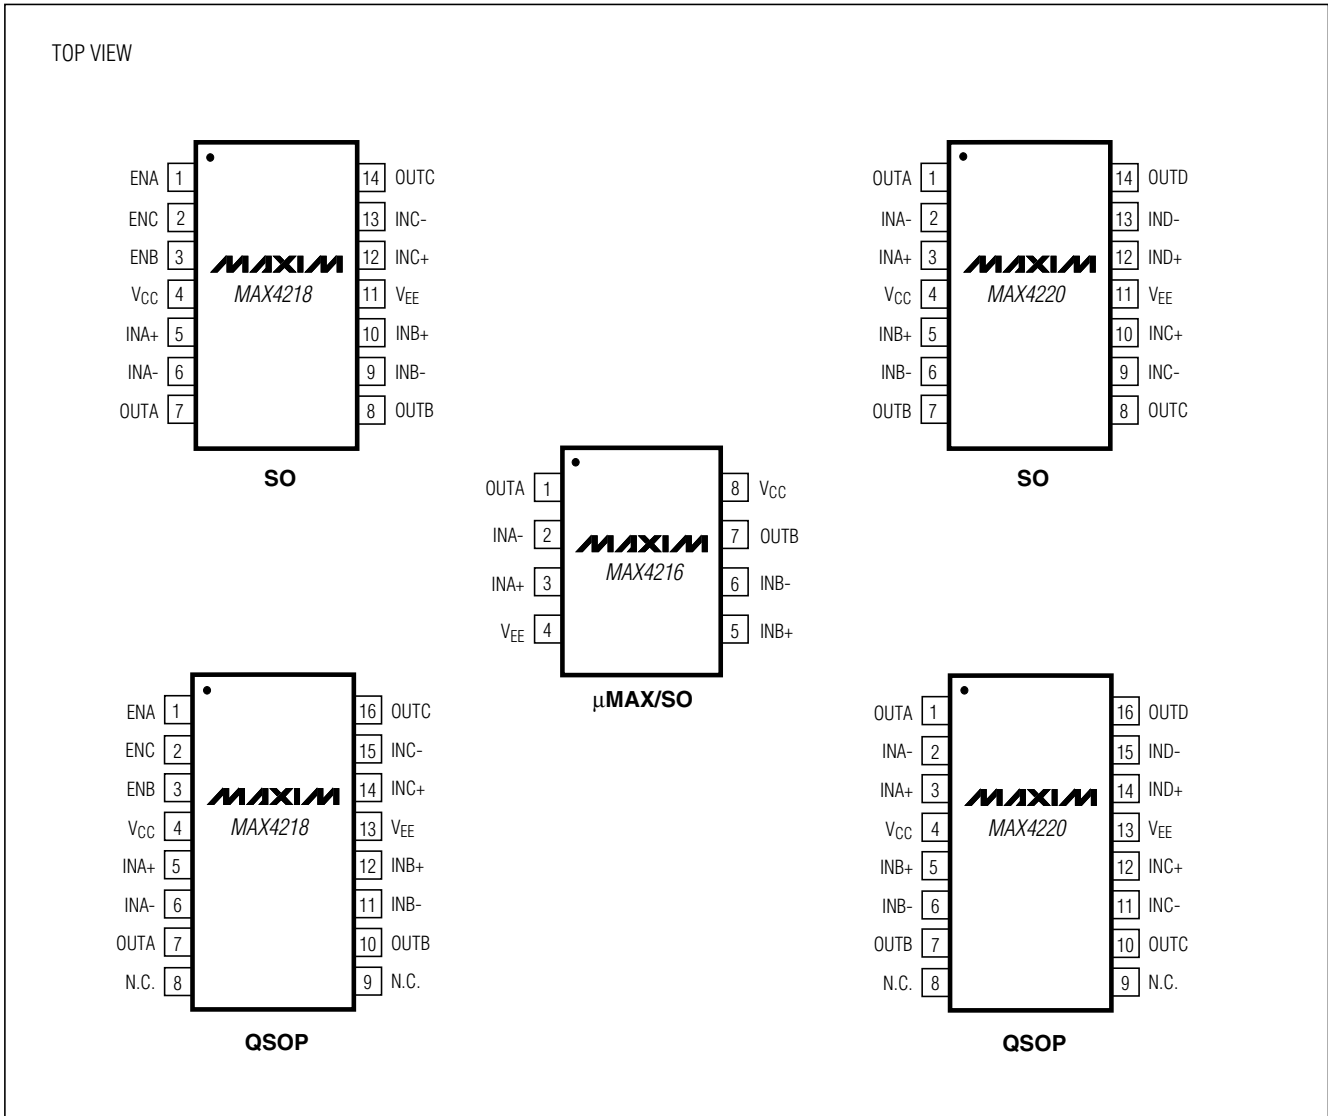 TOP VIEW
ENA 1 14 OUTC
ENC 2 13 INC-
ENB 3 12 INC+
VCC 4 11 VEE
INA+ 5 10 INB+
INA- 6 9 INB-
OUTA 7 8 OUTB
MAXIM
MAX4218
SO
OUTA 1 14 OUTD
INA- 2 13 IND-
INA+ 3 12 IND+
VCC 4 11 VEE
INB+ 5 10 INC+
INB- 6 9 INC-
OUTB 7 8 OUTC
MAXIM
MAX4220
SO
OUTA 1 8 VCC
INA- 2 7 OUTB
INA+ 3 6 INB-
VEE 4 5 INB+
MAXIM
MAX4216
μMAX/SO
ENA 1 16 OUTC
ENC 2 15 INC-
ENB 3 14 INC+
VCC 4 13 VEE
INA+ 5 12 INB+
INA- 6 11 INB-
OUTA 7 10 OUTB
N.C. 8 9 N.C.
MAXIM
MAX4218
QSOP
OUTA 1 16 OUTD
INA- 2 15 IND-
INA+ 3 14 IND+
VCC 4 13 VEE
INB+ 5 12 INC+
INB- 6 11 INC-
OUTB 7 10 OUTC
N.C. 8 9 N.C.
MAXIM
MAX4220
QSOP